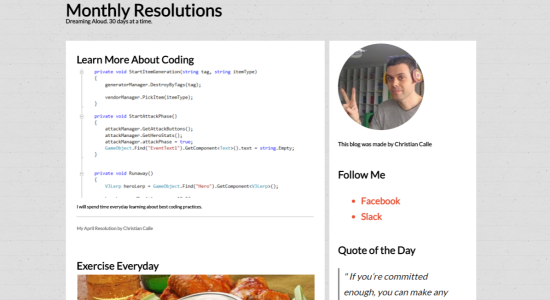 Monthly Resolutions
Dreaming Aloud. 30 days at a time.
Learn More About Coding
private void StartItemGeneration(string tag, string itemType)
{
generatorManager.DestroyByTags(tag);
vendorManager.PickItem(itemType);
}
private void StartAttackPhase()
{
attackManager.GetAttackButtons();
attackManager.GetHeroStats();
attackManager.attackPhase = true;
GameObject.Find("EventText1").GetComponent<Text>().text = string.Empty;
}
private void Runaway()
{
V3Lerp heroLerp = GameObject.Find("Hero").GetComponent<V3Lerp>();
I will spend time everyday learning about best coding practices.
My April Resolution by Christian Calle
Exercise Everyday
This blog was made by Christian Calle
Follow Me
Facebook
Slack
Quote of the Day
" If you're committed
enough, you can make any